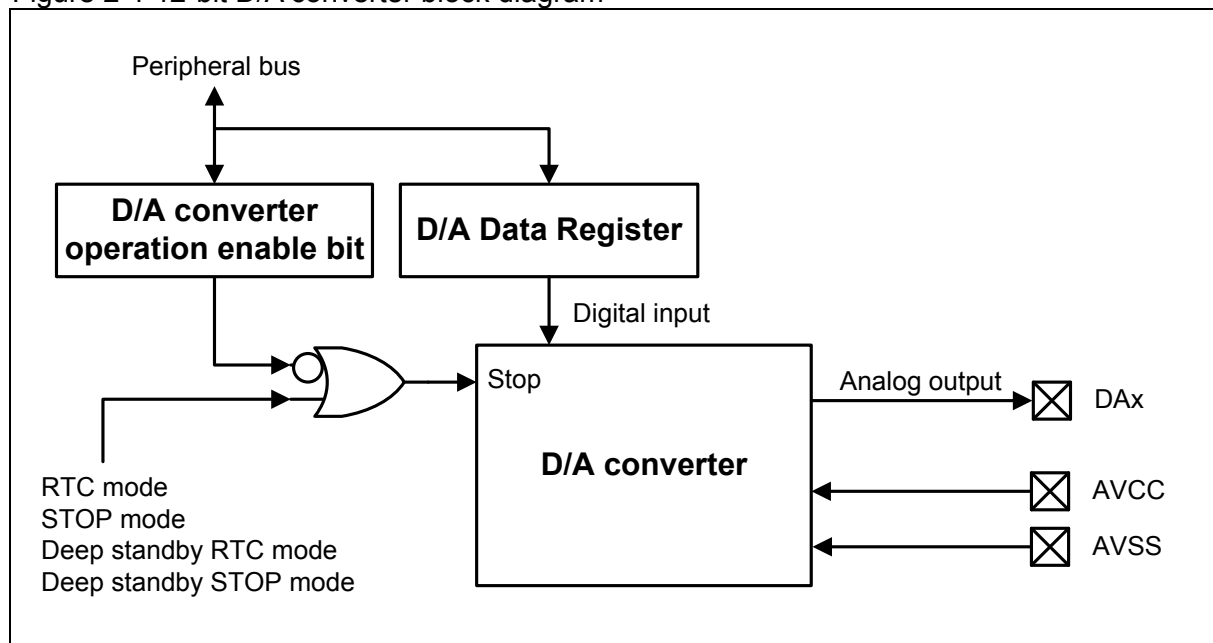 Figure 2-1 12-bit D/A converter block diagram
Peripheral bus
D/A converter
operation enable bit
D/A Data Register
Digital input
Stop
Analog output
DAx
D/A converter
AVCC
AVSS
RTC mode
STOP mode
Deep standby RTC mode
Deep standby STOP mode